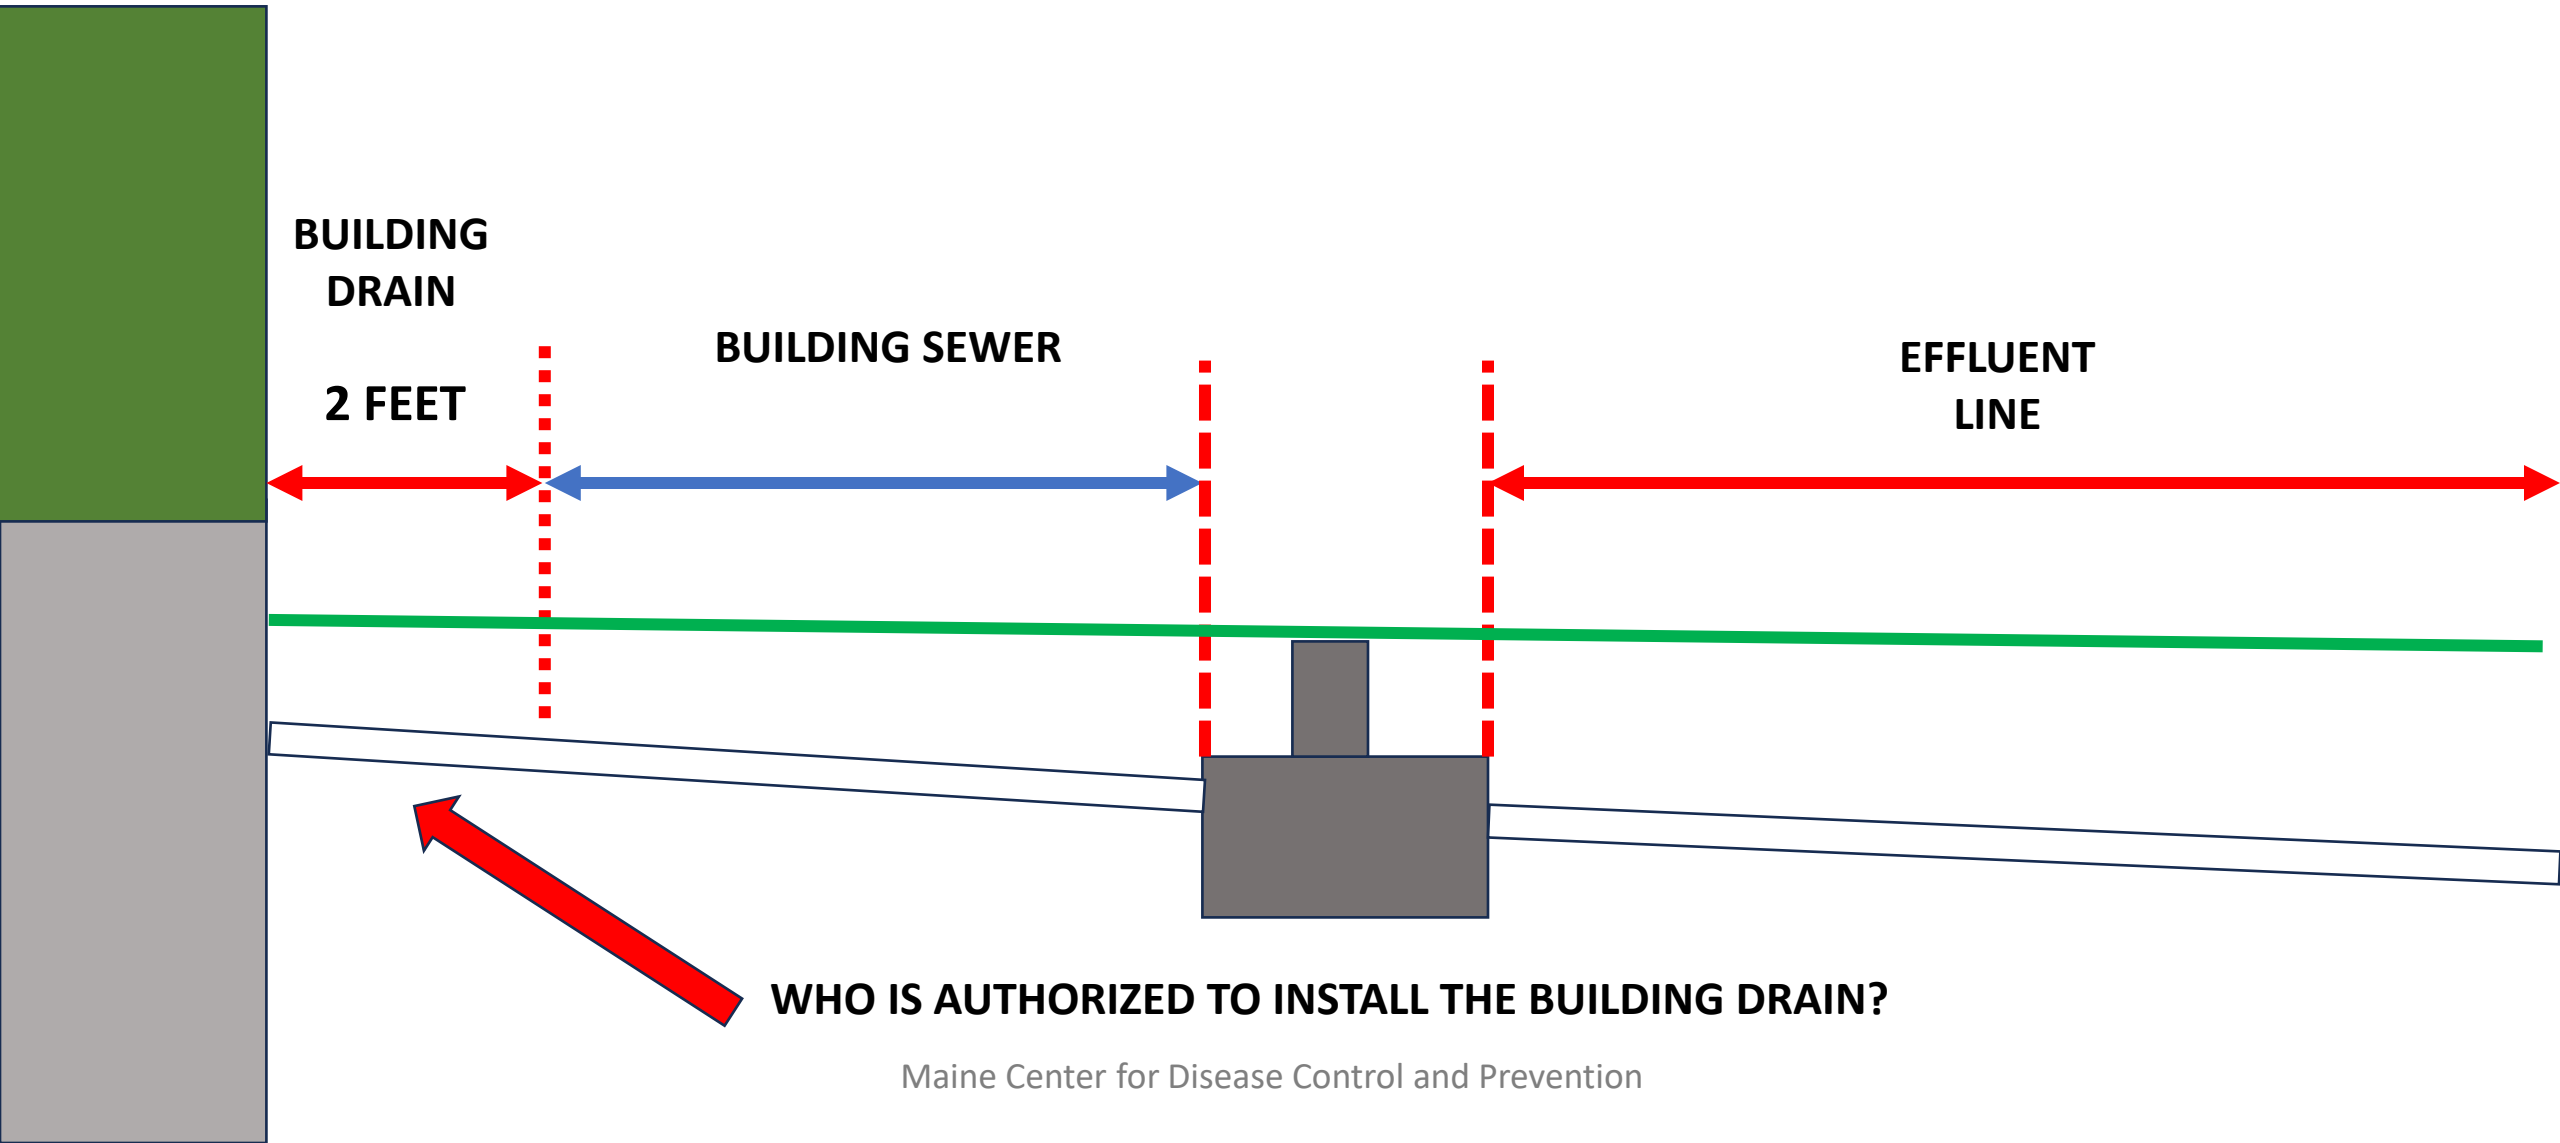 BUILDING
DRAIN
2 FEET
BUILDING SEWER
EFFLUENT
LINE
WHO IS AUTHORIZED TO INSTALL THE BUILDING DRAIN?
Maine Center for Disease Control and Prevention